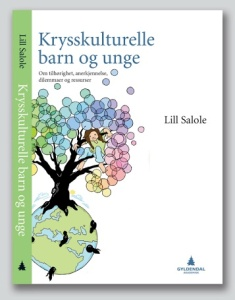 Lill Salole
Krysskulturelle barn og unge
Krysskulturelle
barn og unge
Om tilhørighet, anerkjennelse,
dilemmaer og ressurser
Lill Salole
GYLDENDAL